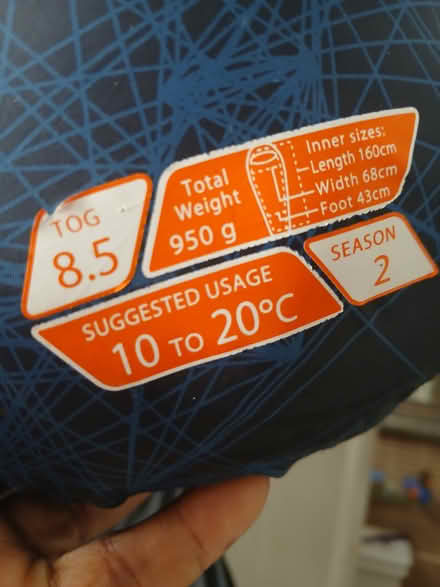 TOG
8.5
Total
Weight
950 g
Inner sizes:
Length 160cm
Width 68cm
Foot 43cm
SUGGESTED USAGE
10 TO 20°C
SEASON
2